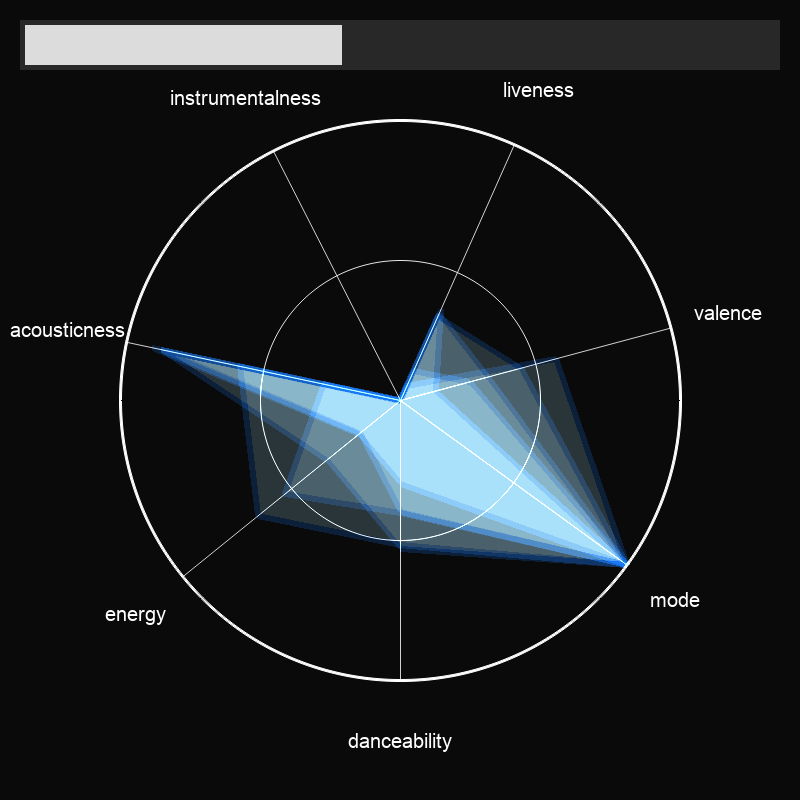 liveness
instrumentalness
valence
acousticness
mode
energy
danceability